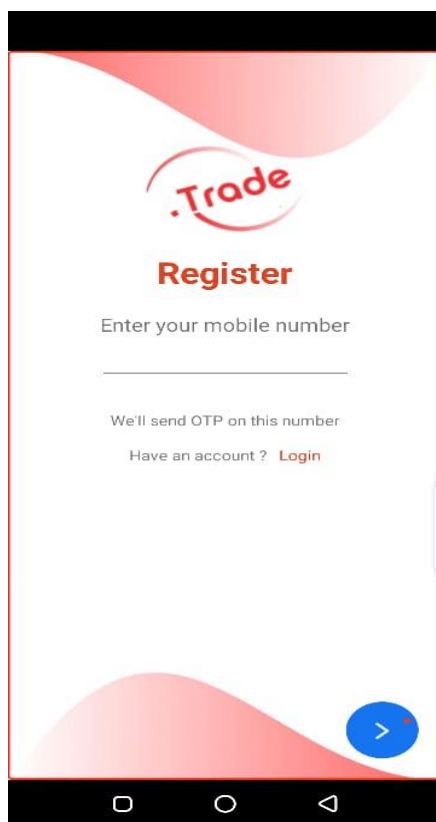 .Trade
Register
Enter your mobile number
We'll send OTP on this number
Have an account ? Login